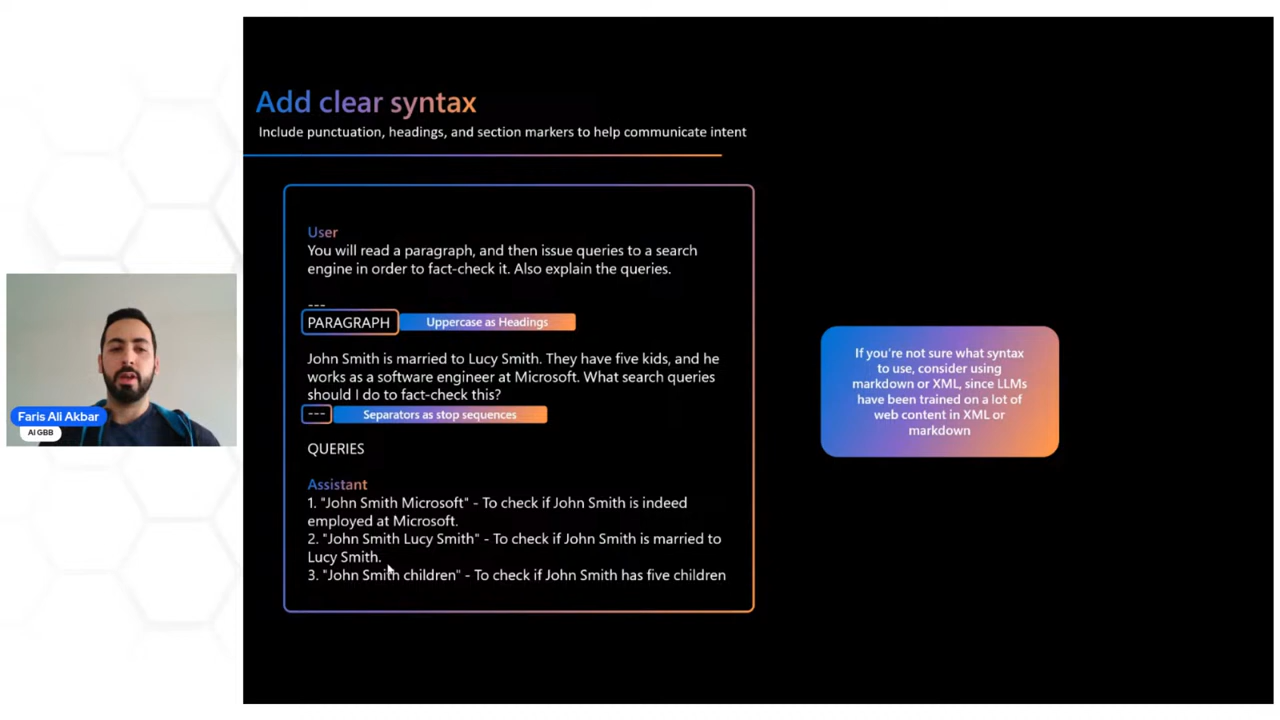 Add clear syntax
Include punctuation, headings, and section markers to help communicate intent
User
You will read a paragraph, and then issue queries to a search
engine in order to fact-check it. Also explain the queries.
---
PARAGRAPH
Uppercase as Headings
John Smith is married to Lucy Smith. They have five kids, and he
works as a software engineer at Microsoft. What search queries
should I do to fact-check this?
---
Separators as stop sequences
QUERIES
Assistant
1. "John Smith Microsoft" - To check if John Smith is indeed
employed at Microsoft.
2. "John Smith Lucy Smith" - To check if John Smith is married to
Lucy Smith.
3. "John Smith children" - To check if John Smith has five children
If you're not sure what syntax
to use, consider using
markdown or XML, since LLMs
have been trained on a lot of
web content in XML or
markdown
Faris Ali Akbar
AI GBB